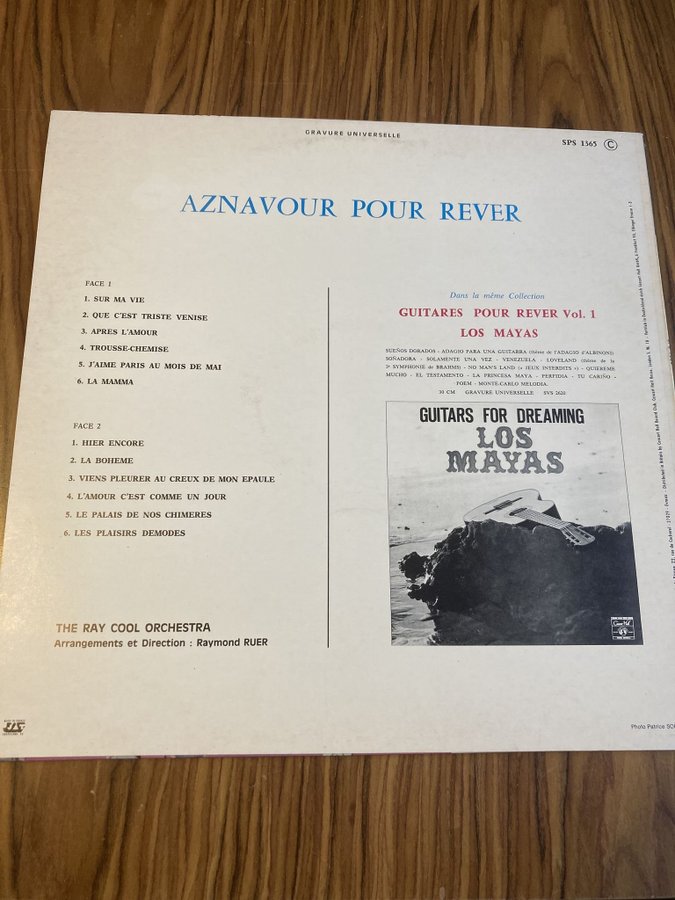 GRAVURE UNIVERSELLE
SPS 1365 C
AZNAVOUR POUR REVER
FACE 1
1. SUR MA VIE
2. QUE C'EST TRISTE VENISE
3. APRES L'AMOUR
4. TROUSSE-CHEMISE
5. J'AIME PARIS AU MOIS DE MAI
6. LA MAMMA
FACE 2
1. HIER ENCORE
2. LA BOHEME
3. VIENS PLEURER AU CREUX DE MON EPAULE
4. L'AMOUR C'EST COMME UN JOUR
5. LE PALAIS DE NOS CHIMERES
6. LES PLAISIRS DEMODES
THE RAY COOL ORCHESTRA
Arrangements et Direction : Raymond RUER
Dans la même Collection
GUITARES POUR REVER Vol. 1
LOS MAYAS
SUEÑOS DORADOS - ADAGIO PARA UNA GUITARRA (thème de l'ADAGIO d'ALBINONI)
SOÑADORA - SOLAMENTE UNA VEZ - VENEZUELA - LOVELAND (thème de la
3e SYMPHONIE de BRAHMS) - NO MAN'S LAND (« JEUX INTERDITS ») - QUIEREME
MUCHO - EL TESTAMENTO - LA PRINCESA MAYA - PERFIDIA - TU CARIÑO -
POEM - MONTE-CARLO MELODIA.
30 CM GRAVURE UNIVERSELLE SVS 2620
GUITARS FOR DREAMING
LOS
MAYAS
Photo Patrice